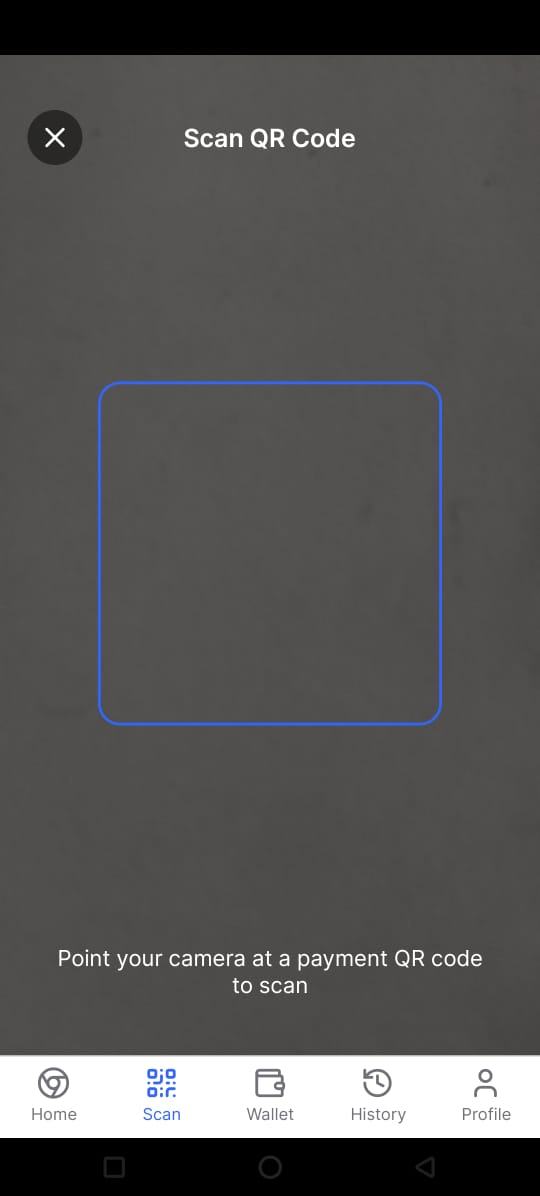 Scan QR Code
Point your camera at a payment QR code
to scan
Home
Scan
Wallet
History
Profile